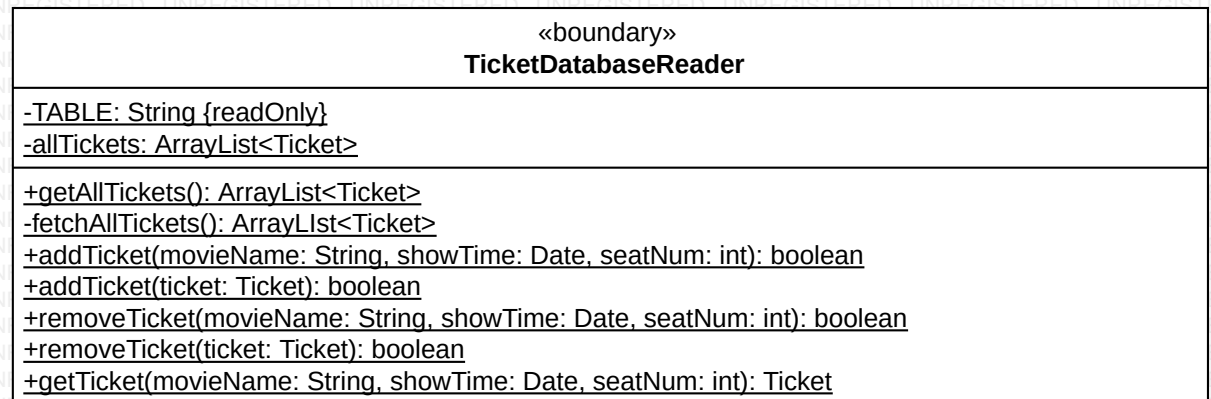 «boundary»
TicketDatabaseReader
-TABLE: String {readOnly}
-allTickets: ArrayList<Ticket>
+getAllTickets(): ArrayList<Ticket>
-fetchAllTickets(): ArrayLIst<Ticket>
+addTicket(movieName: String, showTime: Date, seatNum: int): boolean
+addTicket(ticket: Ticket): boolean
+removeTicket(movieName: String, showTime: Date, seatNum: int): boolean
+removeTicket(ticket: Ticket): boolean
+getTicket(movieName: String, showTime: Date, seatNum: int): Ticket